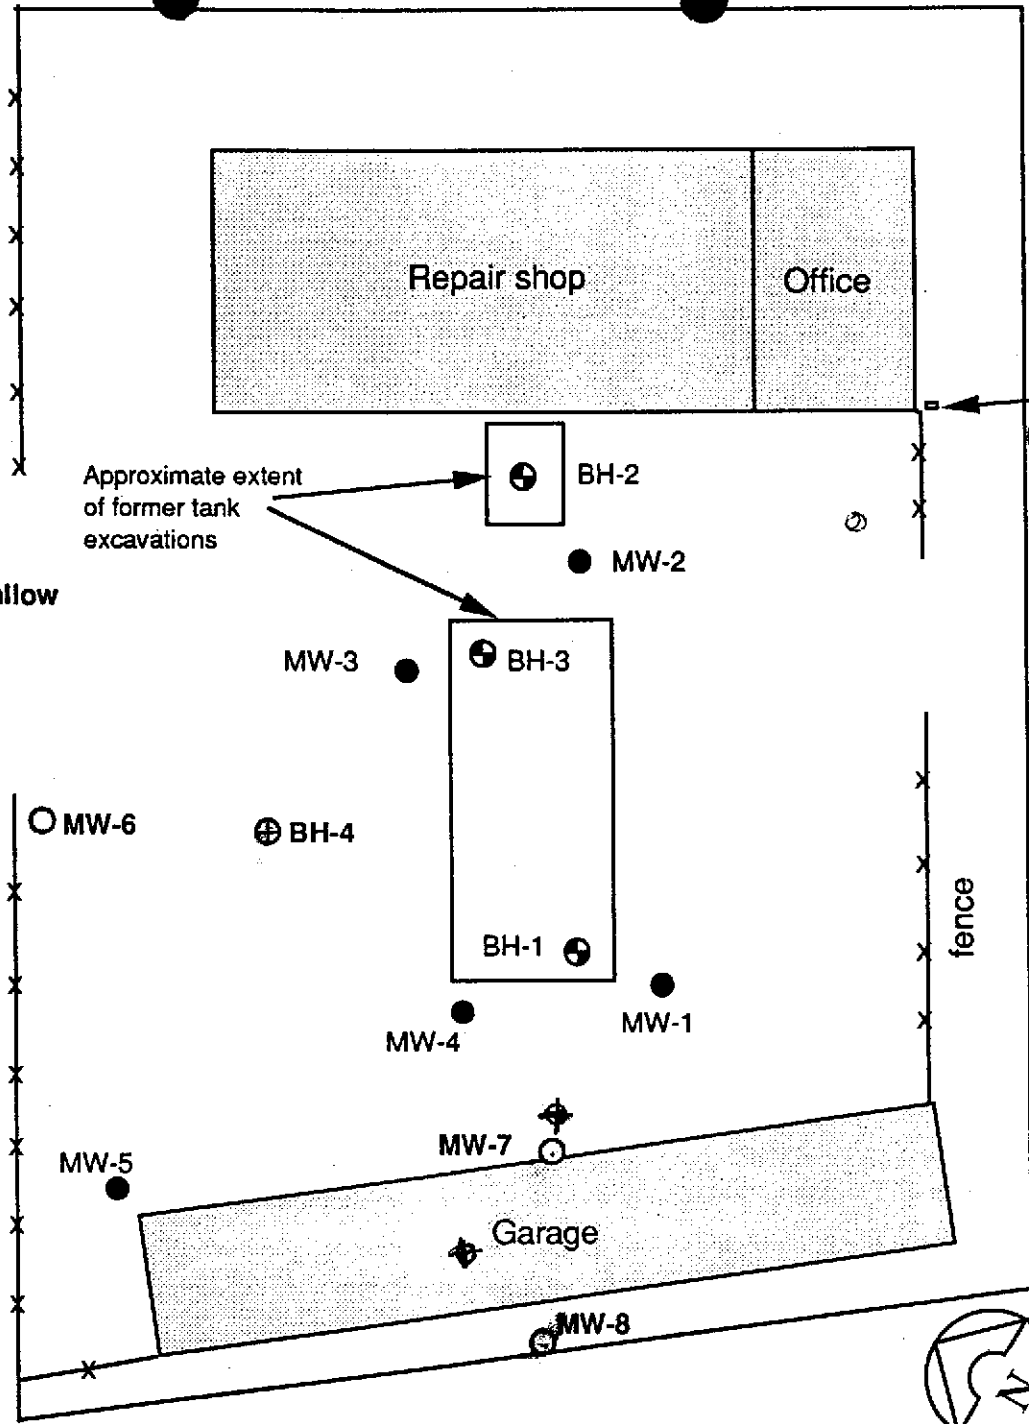 Repair shop
Office
Approximate extent
of former tank
excavations
BH-2
MW-2
MW-3
BH-3
MW-6
BH-4
fence
BH-1
MW-1
MW-4
MW-7
MW-5
Garage
MW-8
N